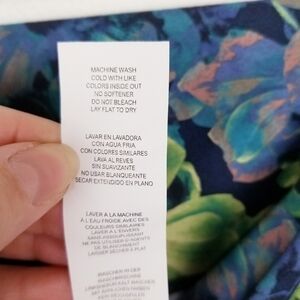 MACHINE WASH
COLD WITH LIKE
COLORS INSIDE OUT
NO SOFTENER
DO NOT BLEACH
LAY FLAT TO DRY
LAVAR EN LAVADORA
CON AGUA FRIA
CON COLORES SIMILARES
LAVA AL REVES
SIN SUAVIZANTE
NO USAR BLANQUEANTE
SECAR EXTENDIDO EN PLANO
LAVER A LA MACHINE
A L'EAU FROIDE AVEC DES
COULEURS SIMILAIRES
LAVER A L'ENVERS
SANS ASSOUPLISSANT
NE PAS UTILISER D'AGENTS
DE BLANCHIMENT
LAISSER SÉCHER À PLAT